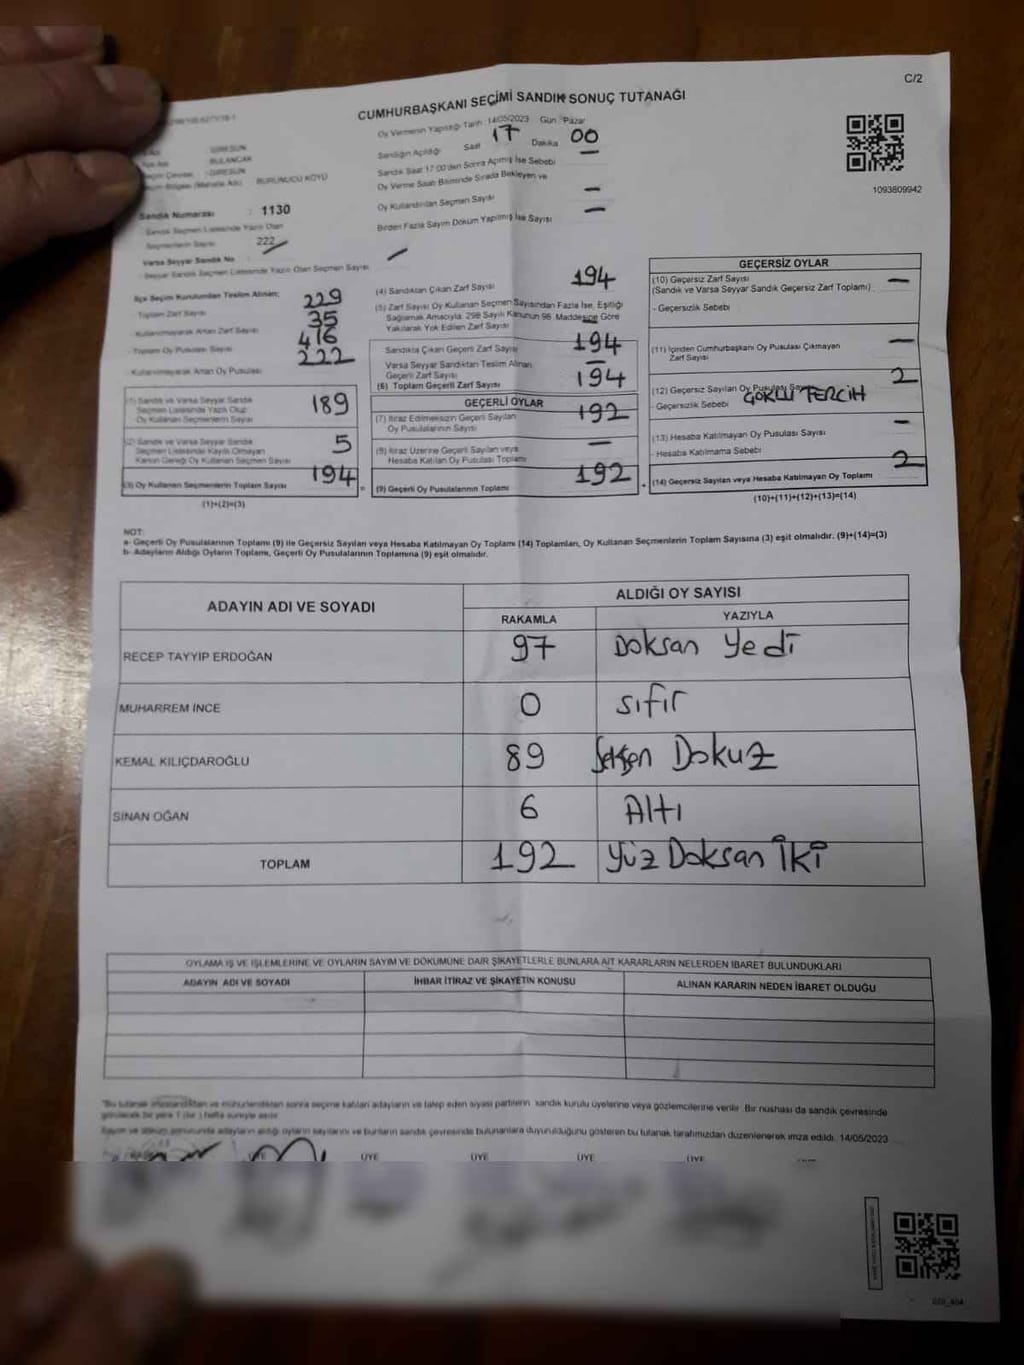 C/2
CUMHURBAŞKANI SEÇİMİ SANDIK SONUÇ TUTANAĞI
Oy Vermenin Yapıldığı Tarih :14/05/2023 Gün :Pazar
Sandığın Açıldığı Saat 17 Dakika 00
Sandık Saat 17:00'den Sonra Açılmış İse Sebebi —
Oy Verme Saati Bitiminde Sırada Bekleyen ve
Oy Kullandırılan Seçmen Sayısı —
Birden Fazla Sayım Döküm Yapılmış İse Sayısı —
1093809942
: GİRESUN
: BULANCAK
: GİRESUN
BURUNUCU KÖYÜ
Sandık Numarası : 1130
Sandık Seçmen Listesinde Yazılı Olan
Seçmenlerin Sayısı 222
Varsa Seyyar Sandık No
Seyyar Sandık Seçmen Listesinde Yazılı Olan Seçmen Sayısı
İlçe Seçim Kurulundan Teslim Alınan;
Toplam Zarf Sayısı 229
Kullanılmayarak Artan Zarf Sayısı 35
Toplam Oy Pusulası Sayısı 416
Kullanılmayarak Artan Oy Pusulası 222
(1) Sandık ve Varsa Seyyar Sandık
Seçmen Listesinde Yazılı Olup
Oy Kullanan Seçmenlerin Sayısı 189
(2) Sandık ve Varsa Seyyar Sandık
Seçmen Listesinde Kayıtlı Olmayan
Kanun Gereği Oy Kullanan Seçmen Sayısı 5
(3) Oy Kullanan Seçmenlerin Toplam Sayısı 194
(1)+(2)=(3)
(4) Sandıktan Çıkan Zarf Sayısı 194
(5) Zarf Sayısı Oy Kullanan Seçmen Sayısından Fazla İse, Eşitliği
Sağlamak Amacıyla; 298 Sayılı Kanunun 98. Maddesine Göre
Yakılarak Yok Edilen Zarf Sayısı —
Sandıkta Çıkan Geçerli Zarf Sayısı 194
Varsa Seyyar Sandıktan Teslim Alınan
Geçerli Zarf Sayısı —
(6) Toplam Geçerli Zarf Sayısı 194
GEÇERLİ OYLAR
(7) İtiraz Edilmeksizin Geçerli Sayılan
Oy Pusulalarının Sayısı 192
(8) İtiraz Üzerine Geçerli Sayılan veya
Hesaba Katılan Oy Pusulası Toplamı —
(9) Geçerli Oy Pusulalarının Toplamı 192
GEÇERSİZ OYLAR
(10) Geçersiz Zarf Sayısı —
(Sandık ve Varsa Seyyar Sandık Geçersiz Zarf Toplamı)
- Geçersizlik Sebebi
(11) İçinden Cumhurbaşkanı Oy Pusulası Çıkmayan
Zarf Sayısı —
(12) Geçersiz Sayılan Oy Pusulası Sayısı 2
- Geçersizlik Sebebi ÇOKLU TERCİH
(13) Hesaba Katılmayan Oy Pusulası Sayısı —
- Hesaba Katılmama Sebebi
(14) Geçersiz Sayılan veya Hesaba Katılmayan Oy Toplamı 2
(10)+(11)+(12)+(13)=(14)
NOT:
a- Geçerli Oy Pusulalarının Toplamı (9) ile Geçersiz Sayılan veya Hesaba Katılmayan Oy Toplamı (14) Toplamları, Oy Kullanan Seçmenlerin Toplam Sayısına (3) eşit olmalıdır. (9)+(14)=(3)
b- Adayların Aldığı Oyların Toplamı, Geçerli Oy Pusulalarının Toplamına (9) eşit olmalıdır.
ADAYIN ADI VE SOYADI ALDIĞI OY SAYISI
RAKAMLA YAZIYLA
RECEP TAYYİP ERDOĞAN 97 Doksan Yedi
MUHARREM İNCE 0 sıfır
KEMAL KILIÇDAROĞLU 89 Seksen Dokuz
SİNAN OĞAN 6 Altı
TOPLAM 192 Yüz Doksan İki
OYLAMA İŞ VE İŞLEMLERİNE VE OYLARIN SAYIM VE DÖKÜMÜNE DAİR ŞİKAYETLERLE BUNLARA AİT KARARLARIN NELERDEN İBARET BULUNDUKLARI
ADAYIN ADI VE SOYADI İHBAR İTİRAZ VE ŞİKAYETİN KONUSU ALINAN KARARIN NEDEN İBARET OLDUĞU
"Bu tutanak imzalandıktan ve mühürlendikten sonra seçime katılan adayların ve talep eden siyasi partilerin sandık kurulu üyelerine veya gözlemcilerine verilir. Bir nüshası da sandık çevresinde
görülecek bir yere 1 (bir) hafta süreyle asılır.
Sayım ve döküm sonucunda adayların aldığı oyların sayılarını ve bunların sandık çevresinde bulunanlara duyurulduğunu gösteren bu tutanak tarafımızdan düzenlenerek imza edildi. 14/05/2023
ÜYE ÜYE ÜYE ÜYE ÜYE